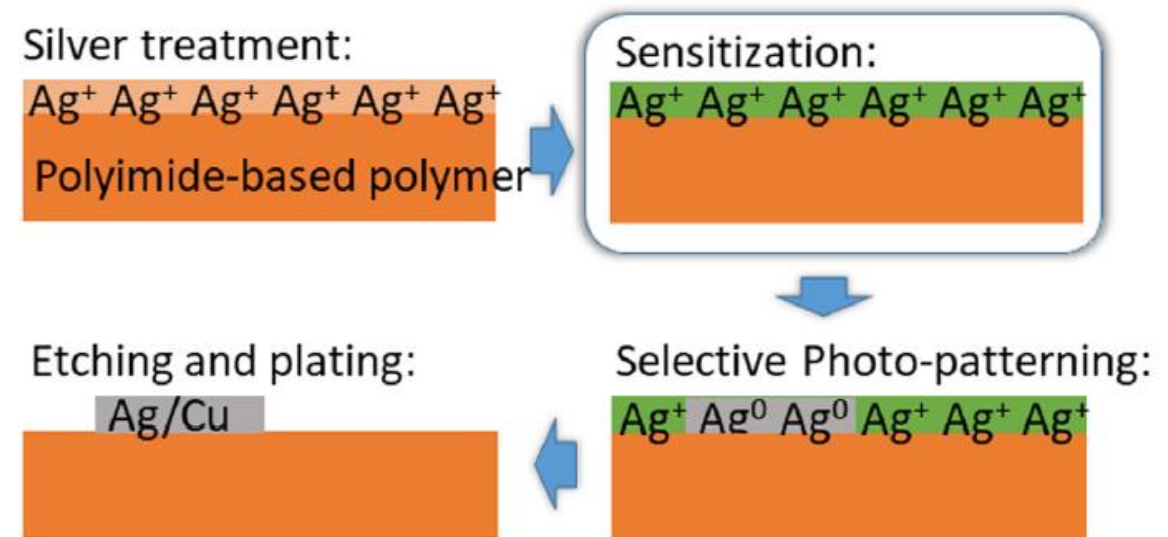 Silver treatment:
Ag⁺ Ag⁺ Ag⁺ Ag⁺ Ag⁺ Ag⁺
Polyimide-based polymer
Sensitization:
Ag⁺ Ag⁺ Ag⁺ Ag⁺ Ag⁺ Ag⁺
Selective Photo-patterning:
Ag⁺ Ag⁰ Ag⁰ Ag⁺ Ag⁺ Ag⁺
Etching and plating:
Ag/Cu